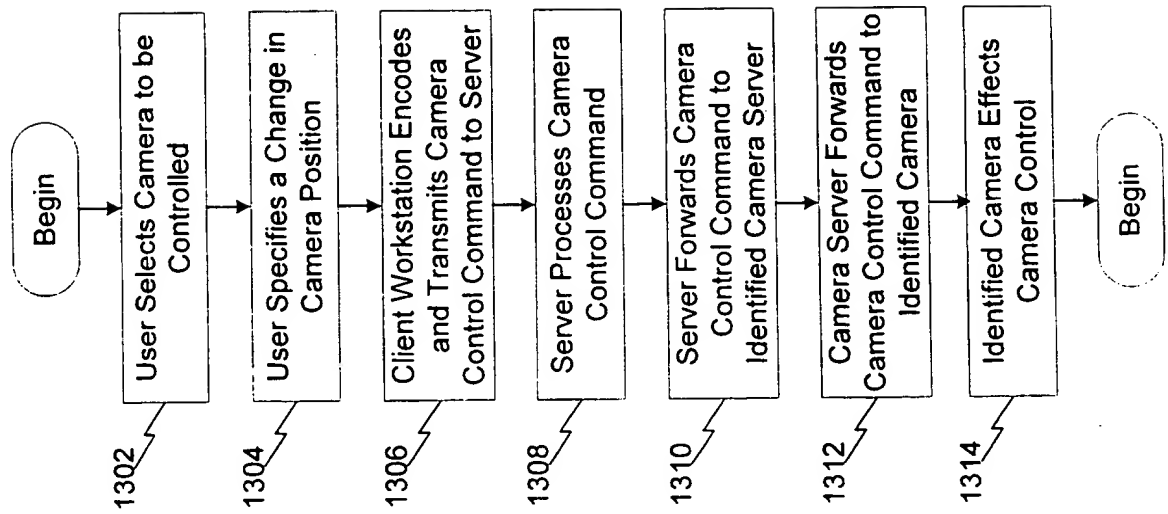 Begin
1302
User Selects Camera to be
Controlled
1304
User Specifies a Change in
Camera Position
1306
Client Workstation Encodes
and Transmits Camera
Control Command to Server
1308
Server Processes Camera
Control Command
1310
Server Forwards Camera
Control Command to
Identified Camera Server
1312
Camera Server Forwards
Camera Control Command to
Identified Camera
1314
Identified Camera Effects
Camera Control
Begin